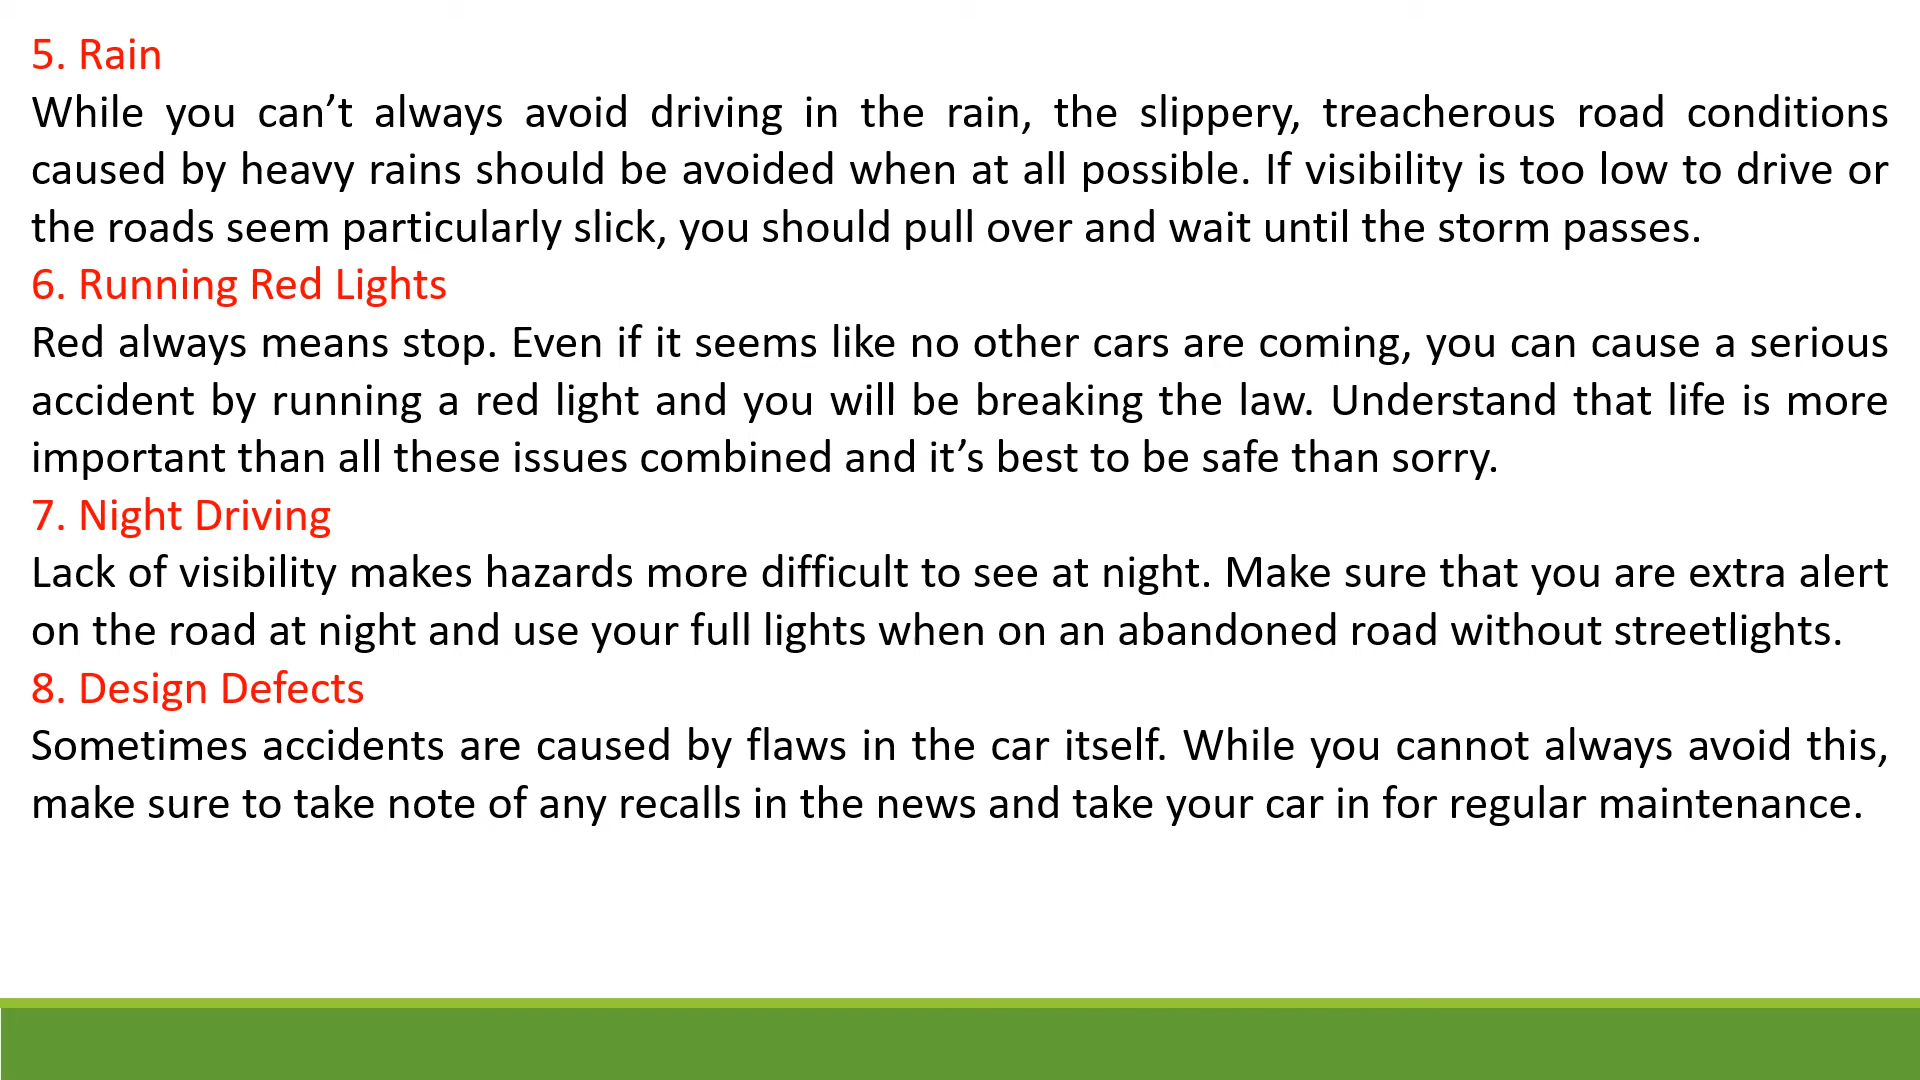 5. Rain
While you can’t always avoid driving in the rain, the slippery, treacherous road conditions
caused by heavy rains should be avoided when at all possible. If visibility is too low to drive or
the roads seem particularly slick, you should pull over and wait until the storm passes.
6. Running Red Lights
Red always means stop. Even if it seems like no other cars are coming, you can cause a serious
accident by running a red light and you will be breaking the law. Understand that life is more
important than all these issues combined and it’s best to be safe than sorry.
7. Night Driving
Lack of visibility makes hazards more difficult to see at night. Make sure that you are extra alert
on the road at night and use your full lights when on an abandoned road without streetlights.
8. Design Defects
Sometimes accidents are caused by flaws in the car itself. While you cannot always avoid this,
make sure to take note of any recalls in the news and take your car in for regular maintenance.